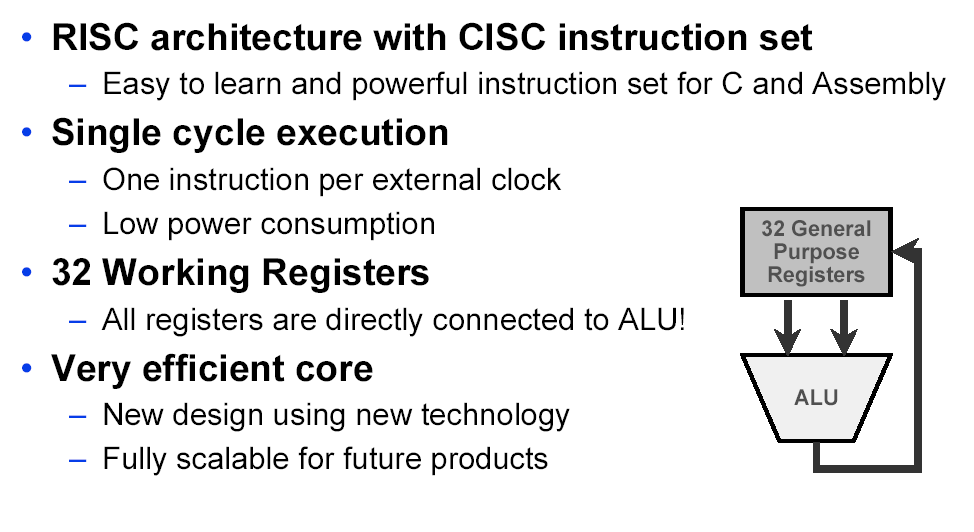 • RISC architecture with CISC instruction set
– Easy to learn and powerful instruction set for C and Assembly
• Single cycle execution
– One instruction per external clock
– Low power consumption
• 32 Working Registers
– All registers are directly connected to ALU!
• Very efficient core
– New design using new technology
– Fully scalable for future products
32 General
Purpose
Registers
ALU